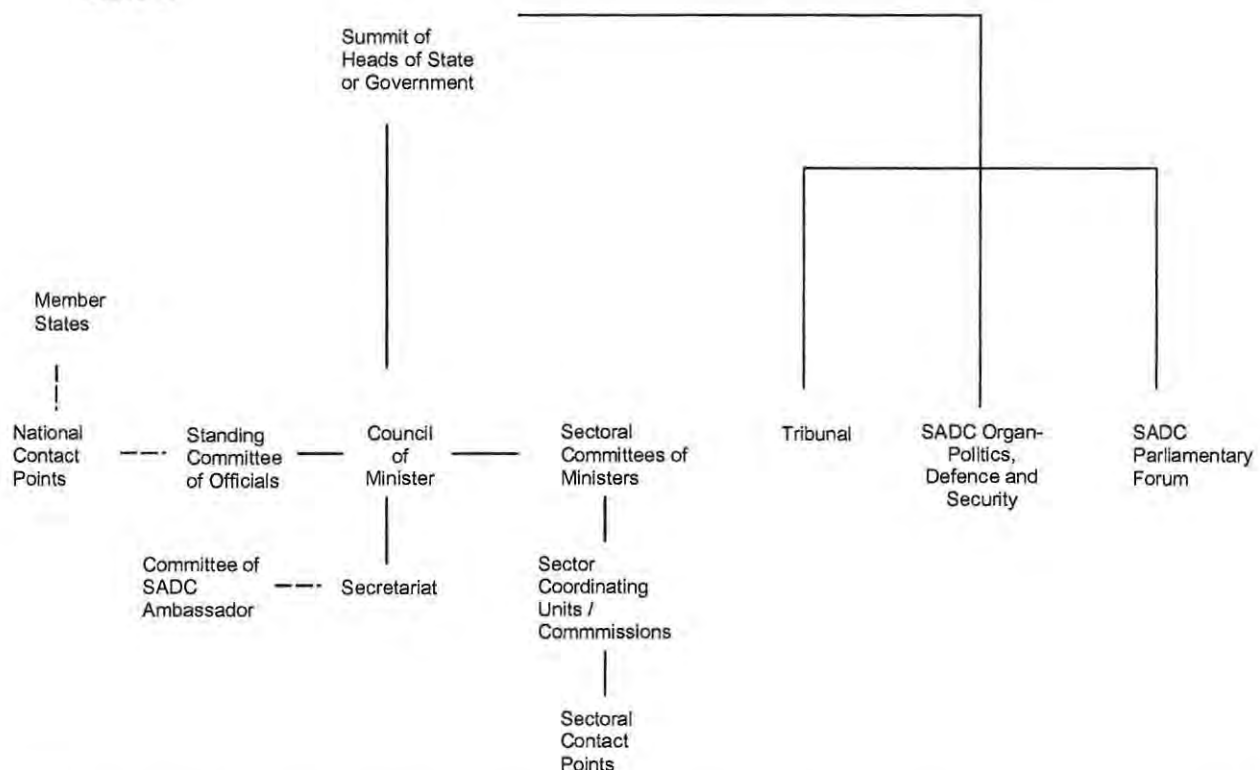 Summit of
Heads of State
or Government
Member
States
National
Contact
Points
Standing
Committee
of Officials
Council
of
Minister
Sectoral
Committees of
Ministers
Tribunal
SADC Organ-
Politics,
Defence and
Security
SADC
Parliamentary
Forum
Committee of
SADC
Ambassador
Secretariat
Sector
Coordinating
Units /
Commmissions
Sectoral
Contact
Points